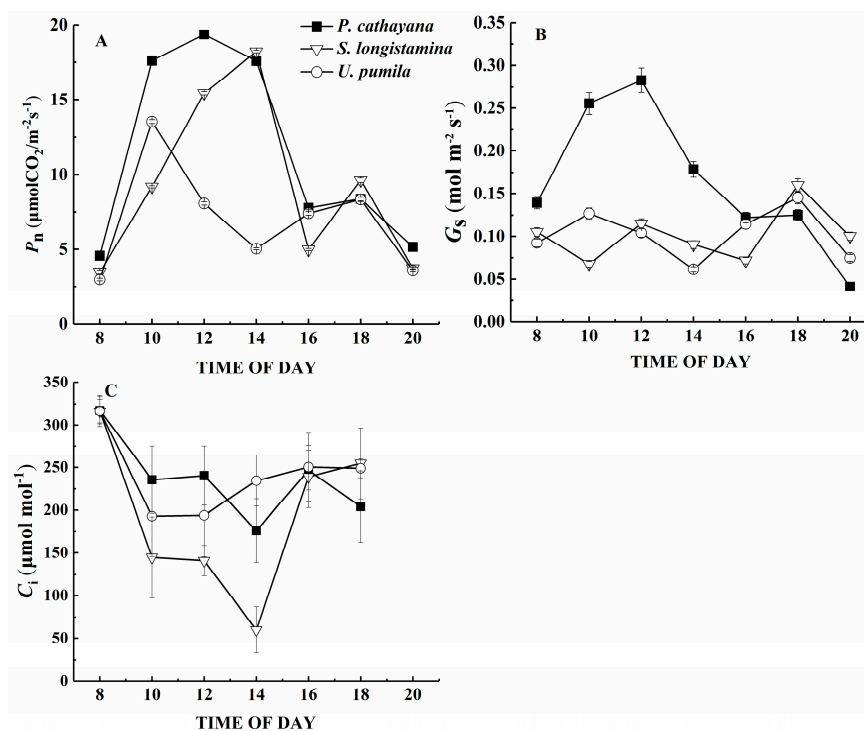 A
P. cathayana
S. longistamina
U. pumila
20
15
10
5
0
Pn (μmolCO2/m-2s-1)
8 10 12 14 16 18 20
TIME OF DAY
B
0.35
0.30
0.25
0.20
0.15
0.10
0.05
0.00
Gs (mol m-2 s-1)
8 10 12 14 16 18 20
TIME OF DAY
C
350
300
250
200
150
100
50
0
Ci (μmol mol-1)
8 10 12 14 16 18 20
TIME OF DAY